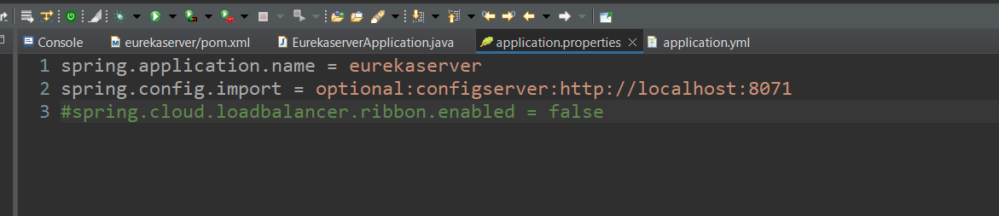 Console eurekaserver/pom.xml EurekaserverApplication.java application.properties application.yml
1 spring.application.name = eurekaserver
2 spring.config.import = optional:configserver:http://localhost:8071
3 #spring.cloud.loadbalancer.ribbon.enabled = false